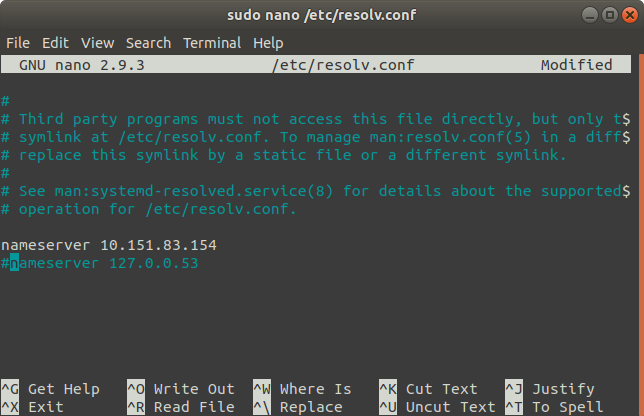 sudo nano /etc/resolv.conf
File Edit View Search Terminal Help
GNU nano 2.9.3 /etc/resolv.conf Modified
#
# Third party programs must not access this file directly, but only t$
# symlink at /etc/resolv.conf. To manage man:resolv.conf(5) in a diff$
# replace this symlink by a static file or a different symlink.
#
# See man:systemd-resolved.service(8) for details about the supported$
# operation for /etc/resolv.conf.
nameserver 10.151.83.154
#nameserver 127.0.0.53
^G Get Help ^O Write Out ^W Where Is ^K Cut Text ^J Justify
^X Exit ^R Read File ^\ Replace ^U Uncut Text ^T To Spell